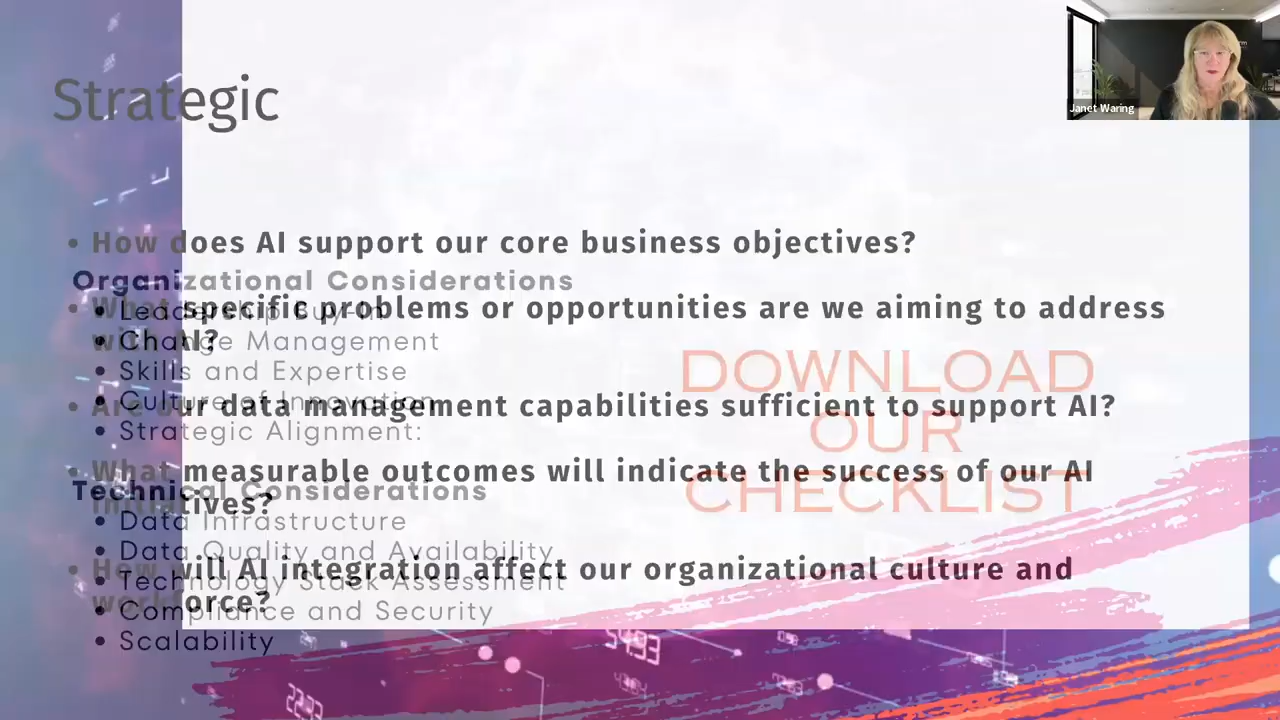 Strategic
Janet Waring
• How does AI support our core business objectives?
• What specific problems or opportunities are we aiming to address
with AI?
• Are our data management capabilities sufficient to support AI?
• What measurable outcomes will indicate the success of our AI
initiatives?
• How will AI integration affect our organizational culture and
workforce?
Organizational Considerations
• Leadership Buy-in
• Change Management
• Skills and Expertise
• Culture of Innovation
• Strategic Alignment:
Technical Considerations
• Data Infrastructure
• Data Quality and Availability
• Technology Stack Assessment
• Compliance and Security
• Scalability
DOWNLOAD
OUR
CHECKLIST